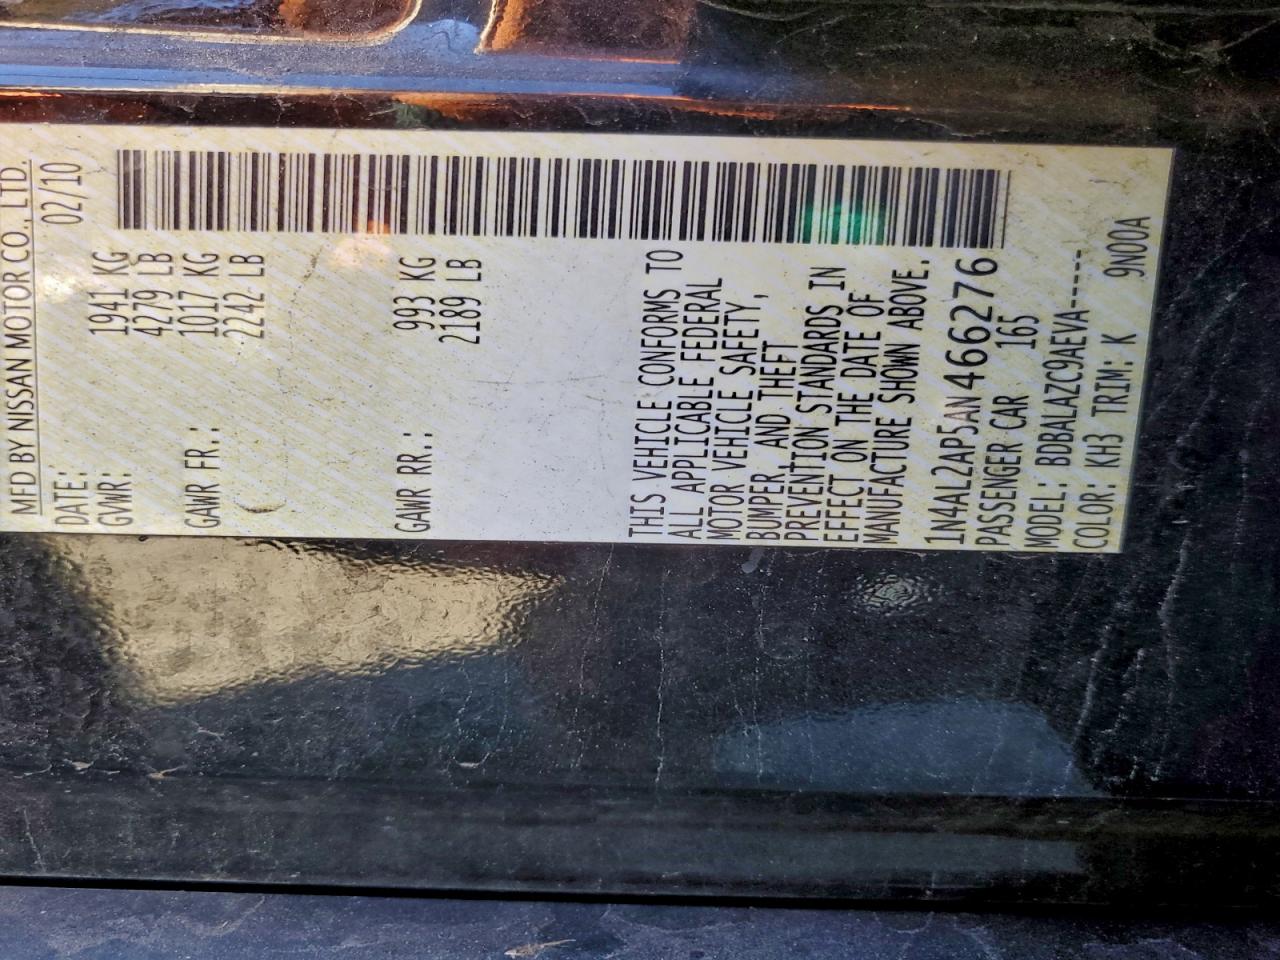 MFD BY NISSAN MOTOR CO., LTD.
DATE: 02/10
GVWR: 1941 KG
4279 LB
GAWR FR.: 1017 KG
2242 LB
GAWR RR.: 993 KG
2189 LB
THIS VEHICLE CONFORMS TO
ALL APPLICABLE FEDERAL
MOTOR VEHICLE SAFETY,
BUMPER, AND THEFT
PREVENTION STANDARDS IN
EFFECT ON THE DATE OF
MANUFACTURE SHOWN ABOVE.
1N4AL2AP5AN466276
PASSENGER CAR 165
MODEL: BDBALAZC9AEVA-----
COLOR: KH3 TRIM: K 9N00A